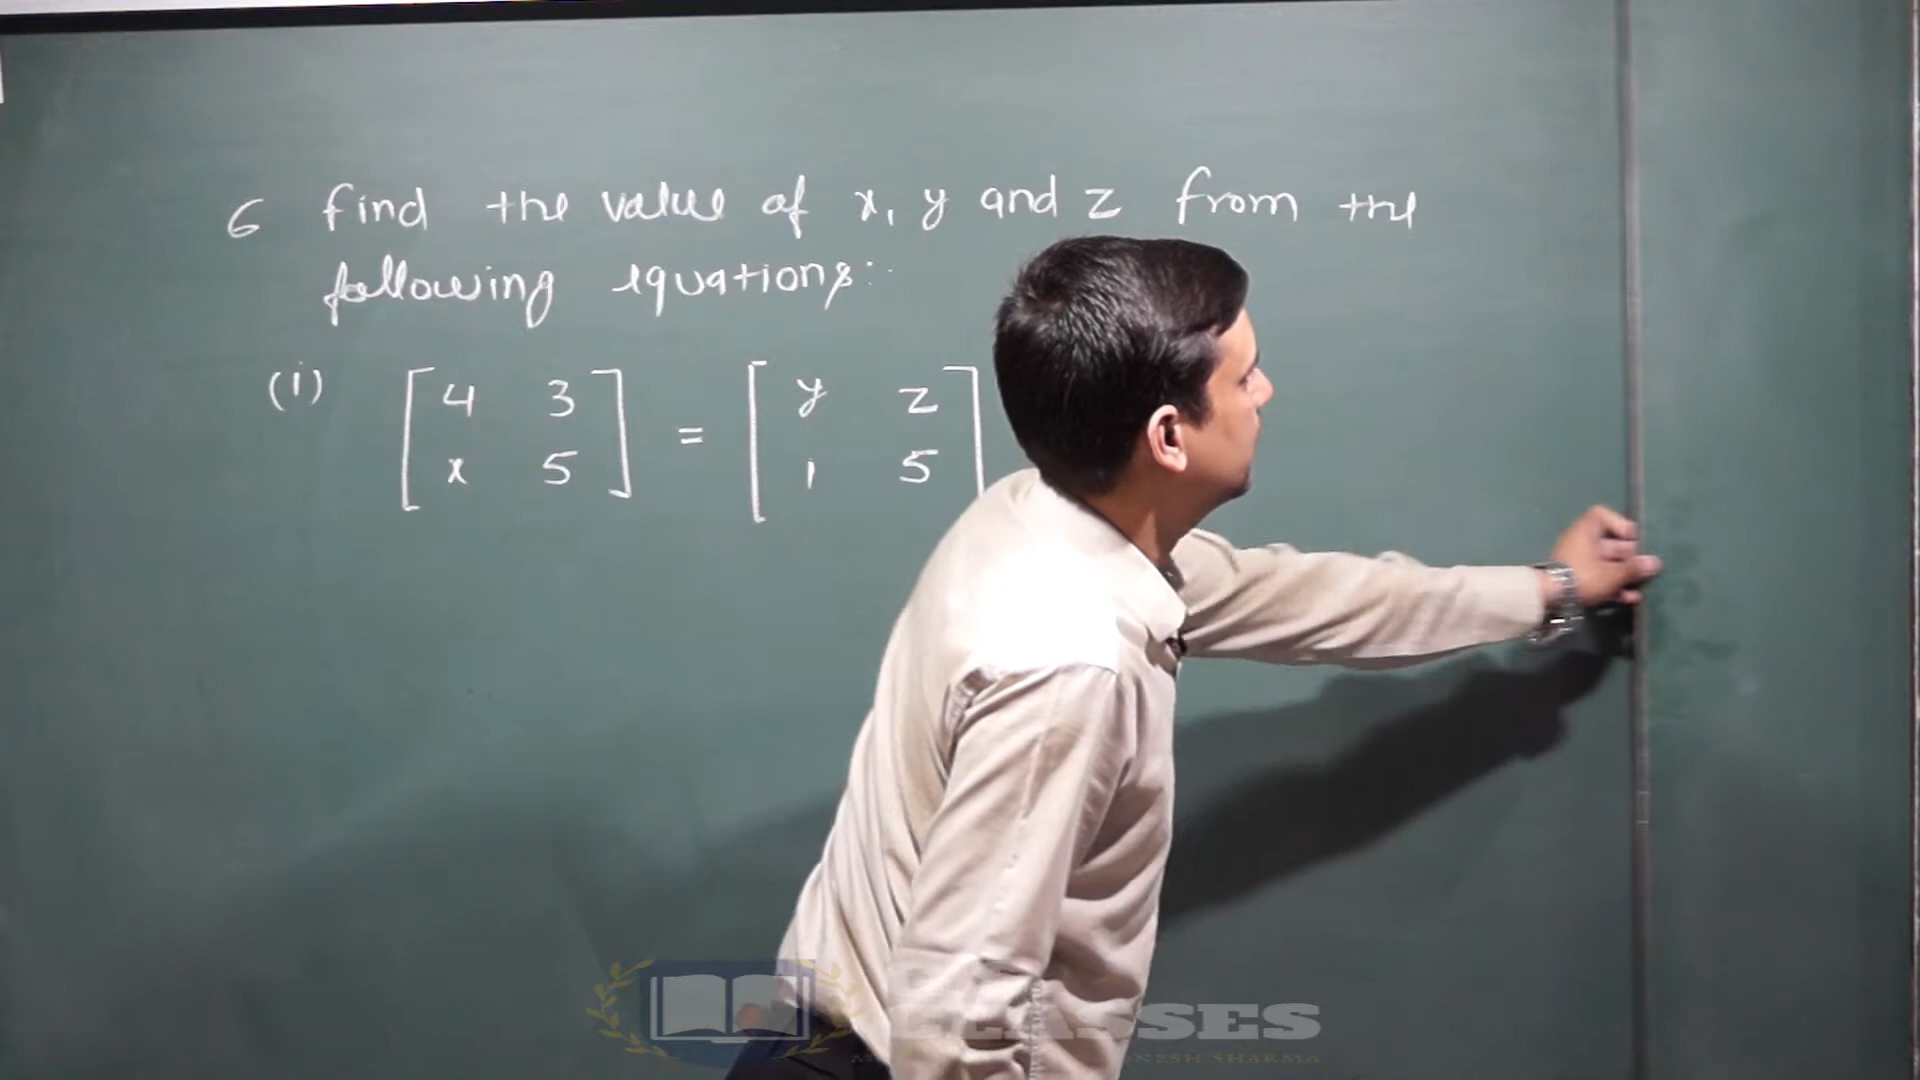 6 find the value of x, y and z from the
following equations:-
(i) [4 3 x 5] = [y z 1 5]